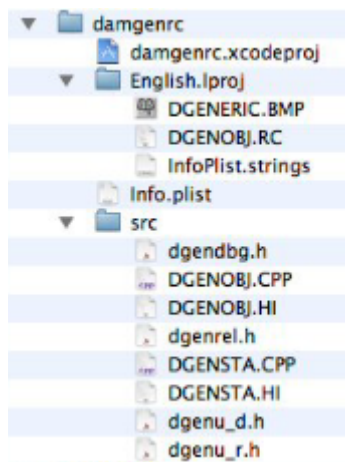 damgenrc
damgenrc.xcodeproj
English.lproj
DGENERIC.BMP
DGENOBJ.RC
InfoPlist.strings
Info.plist
src
dgendbg.h
DGENOBJ.CPP
DGENOBJ.HI
dgenrel.h
DGENSTA.CPP
DGENSTA.HI
dgenu_d.h
dgenu_r.h